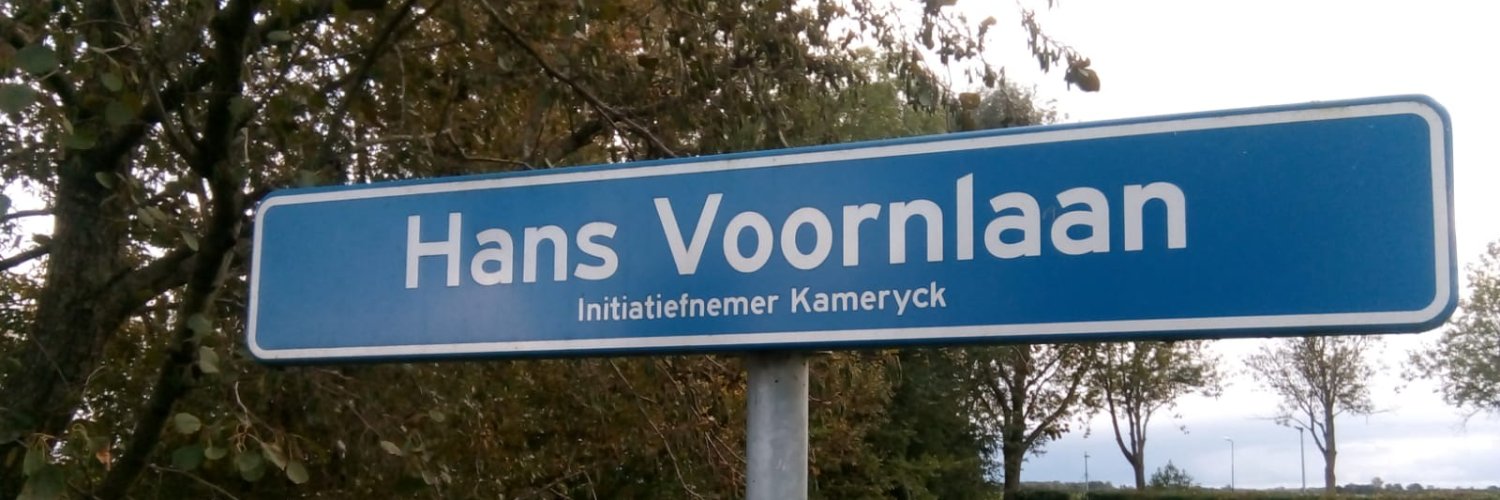 Hans Voornlaan
Initiatiefnemer Kameryck